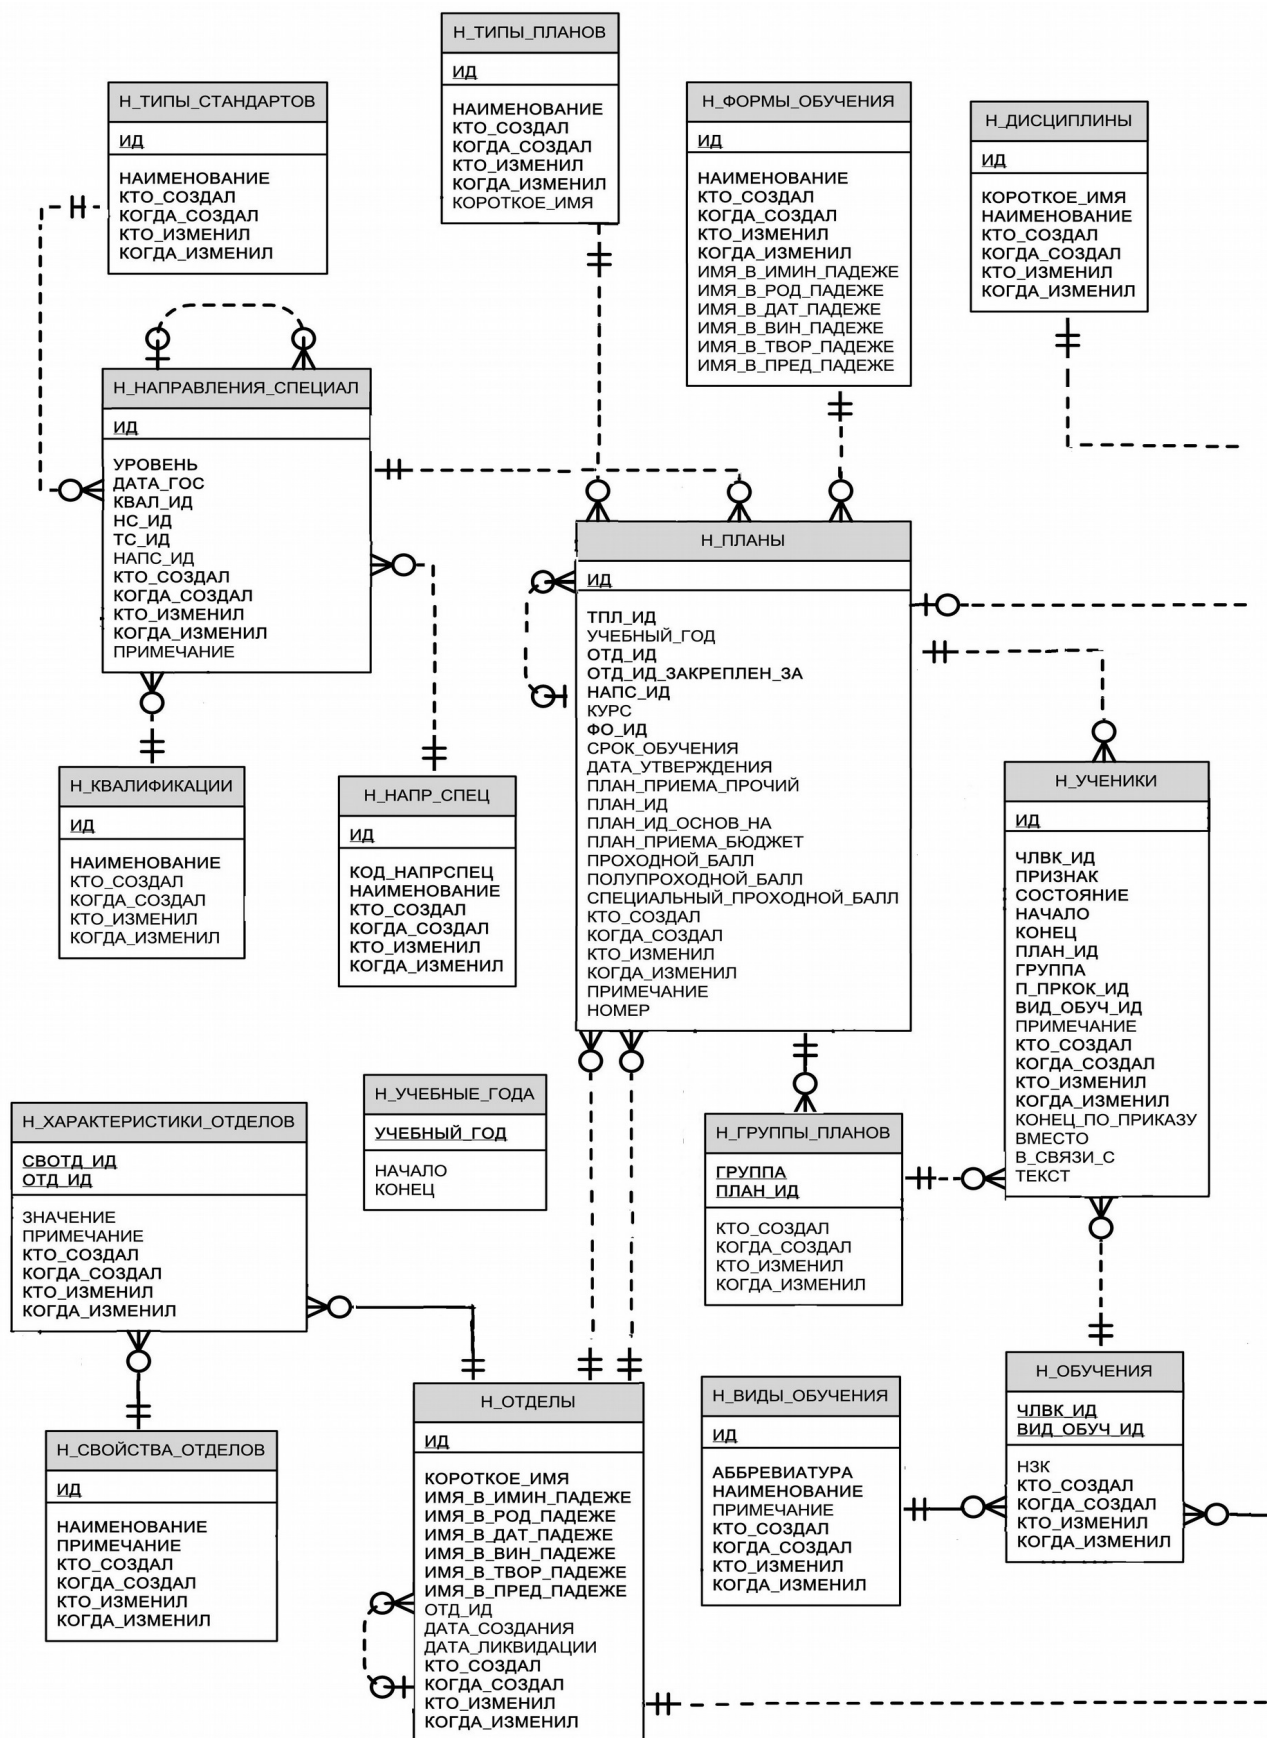 Н_ТИПЫ_ПЛАНОВ
ИД
НАИМЕНОВАНИЕ
КТО_СОЗДАЛ
КОГДА_СОЗДАЛ
КТО_ИЗМЕНИЛ
КОГДА_ИЗМЕНИЛ
КОРОТКОЕ_ИМЯ
Н_ТИПЫ_СТАНДАРТОВ
ИД
НАИМЕНОВАНИЕ
КТО_СОЗДАЛ
КОГДА_СОЗДАЛ
КТО_ИЗМЕНИЛ
КОГДА_ИЗМЕНИЛ
Н_ФОРМЫ_ОБУЧЕНИЯ
ИД
НАИМЕНОВАНИЕ
КТО_СОЗДАЛ
КОГДА_СОЗДАЛ
КТО_ИЗМЕНИЛ
КОГДА_ИЗМЕНИЛ
ИМЯ_В_ИМИН_ПАДЕЖЕ
ИМЯ_В_РОД_ПАДЕЖЕ
ИМЯ_В_ДАТ_ПАДЕЖЕ
ИМЯ_В_ВИН_ПАДЕЖЕ
ИМЯ_В_ТВОР_ПАДЕЖЕ
ИМЯ_В_ПРЕД_ПАДЕЖЕ
Н_ДИСЦИПЛИНЫ
ИД
КОРОТКОЕ_ИМЯ
НАИМЕНОВАНИЕ
КТО_СОЗДАЛ
КОГДА_СОЗДАЛ
КТО_ИЗМЕНИЛ
КОГДА_ИЗМЕНИЛ
Н_НАПРАВЛЕНИЯ_СПЕЦИАЛ
ИД
УРОВЕНЬ
ДАТА_ГОС
КВАЛ_ИД
НС_ИД
ТС_ИД
НАПС_ИД
КТО_СОЗДАЛ
КОГДА_СОЗДАЛ
КТО_ИЗМЕНИЛ
КОГДА_ИЗМЕНИЛ
ПРИМЕЧАНИЕ
Н_ПЛАНЫ
ИД
ТПЛ_ИД
УЧЕБНЫЙ_ГОД
ОТД_ИД
ОТД_ИД_ЗАКРЕПЛЕН_ЗА
НАПС_ИД
КУРС
ФО_ИД
СРОК_ОБУЧЕНИЯ
ДАТА_УТВЕРЖДЕНИЯ
ПЛАН_ПРИЕМА_ПРОЧИЙ
ПЛАН_ИД
ПЛАН_ИД_ОСНОВ_НА
ПЛАН_ПРИЕМА_БЮДЖЕТ
ПРОХОДНОЙ_БАЛЛ
ПОЛУПРОХОДНОЙ_БАЛЛ
СПЕЦИАЛЬНЫЙ_ПРОХОДНОЙ_БАЛЛ
КТО_СОЗДАЛ
КОГДА_СОЗДАЛ
КТО_ИЗМЕНИЛ
КОГДА_ИЗМЕНИЛ
ПРИМЕЧАНИЕ
НОМЕР
Н_КВАЛИФИКАЦИИ
ИД
НАИМЕНОВАНИЕ
КТО_СОЗДАЛ
КОГДА_СОЗДАЛ
КТО_ИЗМЕНИЛ
КОГДА_ИЗМЕНИЛ
Н_НАПР_СПЕЦ
ИД
КОД_НАПРСПЕЦ
НАИМЕНОВАНИЕ
КТО_СОЗДАЛ
КОГДА_СОЗДАЛ
КТО_ИЗМЕНИЛ
КОГДА_ИЗМЕНИЛ
Н_УЧЕНИКИ
ИД
ЧЛВК_ИД
ПРИЗНАК
СОСТОЯНИЕ
НАЧАЛО
КОНЕЦ
ПЛАН_ИД
ГРУППА
П_ПРКОК_ИД
ВИД_ОБУЧ_ИД
ПРИМЕЧАНИЕ
КТО_СОЗДАЛ
КОГДА_СОЗДАЛ
КТО_ИЗМЕНИЛ
КОГДА_ИЗМЕНИЛ
КОНЕЦ_ПО_ПРИКАЗУ
ВМЕСТО
В_СВЯЗИ_С
ТЕКСТ
Н_ХАРАКТЕРИСТИКИ_ОТДЕЛОВ
СВОТД_ИД
ОТД_ИД
ЗНАЧЕНИЕ
ПРИМЕЧАНИЕ
КТО_СОЗДАЛ
КОГДА_СОЗДАЛ
КТО_ИЗМЕНИЛ
КОГДА_ИЗМЕНИЛ
Н_УЧЕБНЫЕ_ГОДА
УЧЕБНЫЙ_ГОД
НАЧАЛО
КОНЕЦ
Н_ГРУППЫ_ПЛАНОВ
ГРУППА
ПЛАН_ИД
КТО_СОЗДАЛ
КОГДА_СОЗДАЛ
КТО_ИЗМЕНИЛ
КОГДА_ИЗМЕНИЛ
Н_СВОЙСТВА_ОТДЕЛОВ
ИД
НАИМЕНОВАНИЕ
ПРИМЕЧАНИЕ
КТО_СОЗДАЛ
КОГДА_СОЗДАЛ
КТО_ИЗМЕНИЛ
КОГДА_ИЗМЕНИЛ
Н_ОТДЕЛЫ
ИД
КОРОТКОЕ_ИМЯ
ИМЯ_В_ИМИН_ПАДЕЖЕ
ИМЯ_В_РОД_ПАДЕЖЕ
ИМЯ_В_ДАТ_ПАДЕЖЕ
ИМЯ_В_ВИН_ПАДЕЖЕ
ИМЯ_В_ТВОР_ПАДЕЖЕ
ИМЯ_В_ПРЕД_ПАДЕЖЕ
ОТД_ИД
ДАТА_СОЗДАНИЯ
ДАТА_ЛИКВИДАЦИИ
КТО_СОЗДАЛ
КОГДА_СОЗДАЛ
КТО_ИЗМЕНИЛ
КОГДА_ИЗМЕНИЛ
Н_ВИДЫ_ОБУЧЕНИЯ
ИД
АББРЕВИАТУРА
НАИМЕНОВАНИЕ
ПРИМЕЧАНИЕ
КТО_СОЗДАЛ
КОГДА_СОЗДАЛ
КТО_ИЗМЕНИЛ
КОГДА_ИЗМЕНИЛ
Н_ОБУЧЕНИЯ
ЧЛВК_ИД
ВИД_ОБУЧ_ИД
НЗК
КТО_СОЗДАЛ
КОГДА_СОЗДАЛ
КТО_ИЗМЕНИЛ
КОГДА_ИЗМЕНИЛ